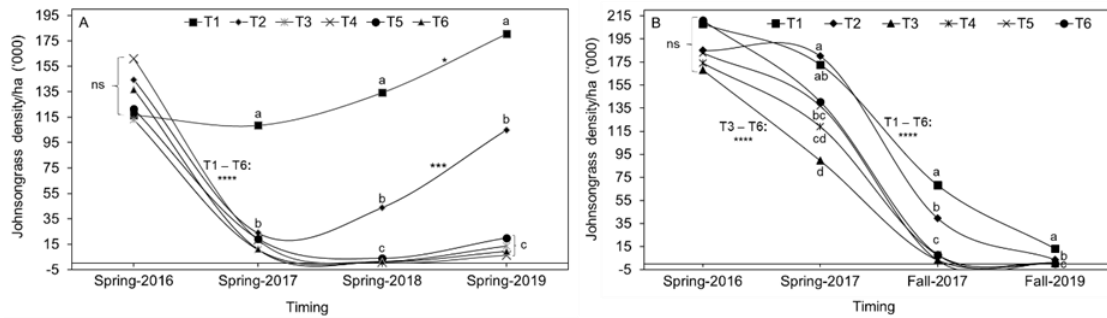 A
T1 T2 T3 T4 T5 T6
Johnsongrass density/ha ('000)
195
175
155
135
115
95
75
55
35
15
-5
ns
a
a
a
*
b
b
b
***
T1 – T6:
****
c
c
Spring-2016 Spring-2017 Spring-2018 Spring-2019
Timing
B
T1 T2 T3 T4 T5 T6
Johnsongrass density/ha ('000)
215
195
175
155
135
115
95
75
55
35
15
-5
ns
a
ab
bc
cd
d
T3 – T6:
****
T1 – T6:
****
a
b
c
a
b
c
Spring-2016 Spring-2017 Fall-2017 Fall-2019
Timing